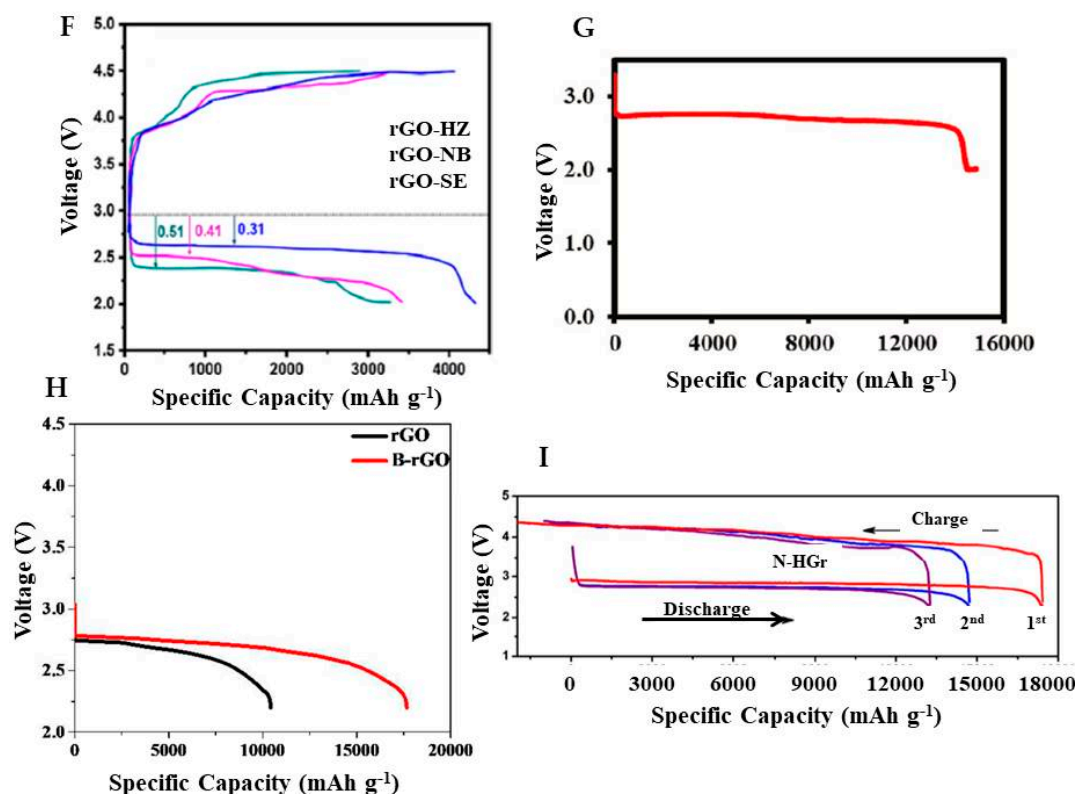 F
Voltage (V)
5.0
4.5
4.0
3.5
3.0
2.5
2.0
1.5
rGO-HZ
rGO-NB
rGO-SE
0.51 0.41 0.31
0 1000 2000 3000 4000
Specific Capacity (mAh g-1)
G
Voltage (V)
3.0
2.0
1.0
0.0
0 4000 8000 12000 16000
Specific Capacity (mAh g-1)
H
Voltage (V)
4.5
4.0
3.5
3.0
2.5
2.0
rGO
B-rGO
0 5000 10000 15000 20000
Specific Capacity (mAh g-1)
I
Voltage (V)
5
4
3
2
1
Charge
N-HGr
Discharge
3rd 2nd 1st
0 3000 6000 9000 12000 15000 18000
Specific Capacity (mAh g-1)